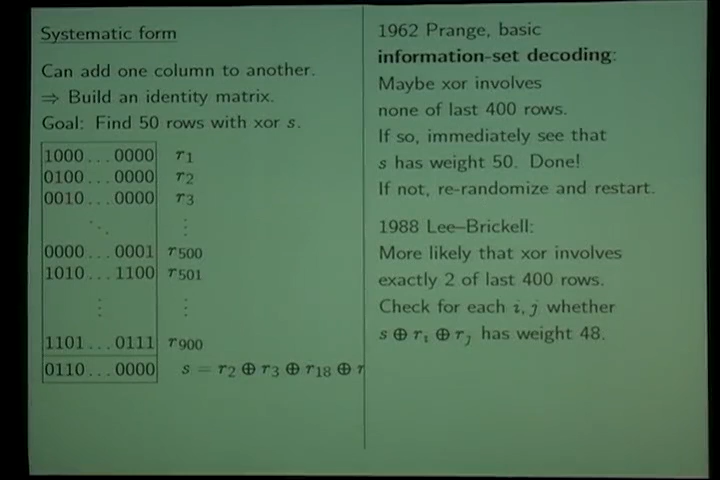 Systematic form
Can add one column to another.
⇒ Build an identity matrix.
Goal: Find 50 rows with xor s.
1000...0000 r1
0100...0000 r2
0010...0000 r3
⋱ ⋮
0000...0001 r500
1010...1100 r501
⋮ ⋮
1101...0111 r900
0110...0000 s = r2 ⊕ r3 ⊕ r18 ⊕ r
1962 Prange, basic
information-set decoding:
Maybe xor involves
none of last 400 rows.
If so, immediately see that
s has weight 50. Done!
If not, re-randomize and restart.
1988 Lee–Brickell:
More likely that xor involves
exactly 2 of last 400 rows.
Check for each i, j whether
s ⊕ ri ⊕ rj has weight 48.